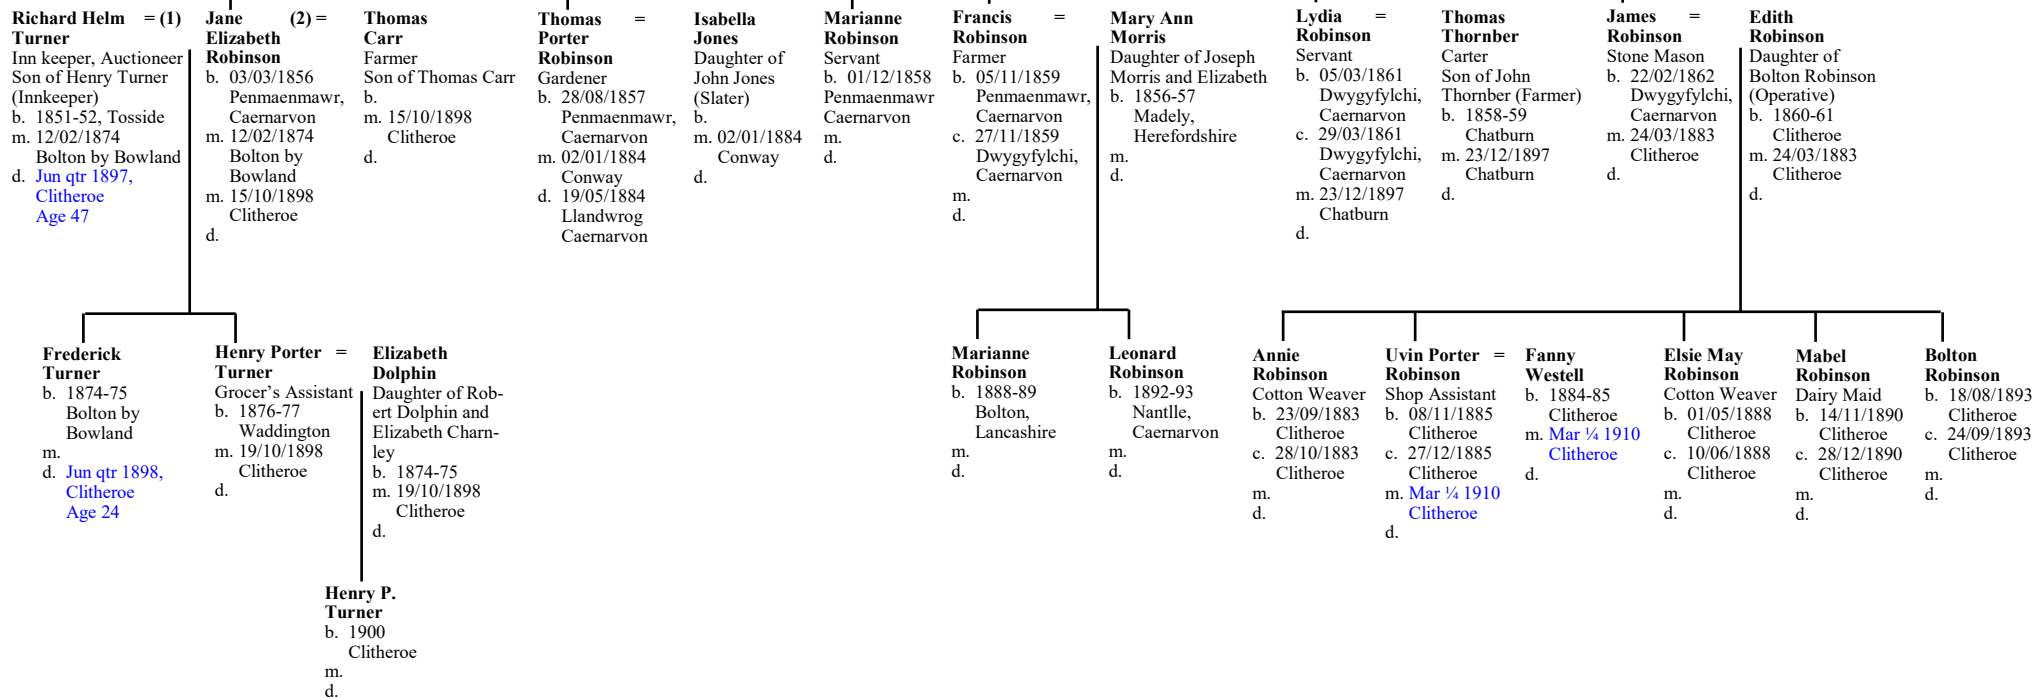 Richard Helm = (1)
Turner
Inn keeper, Auctioneer
Son of Henry Turner
(Innkeeper)
b. 1851-52, Tosside
m. 12/02/1874
Bolton by Bowland
d. Jun qtr 1897,
Clitheroe
Age 47
Jane (2) =
Elizabeth
Robinson
b. 03/03/1856
Penmaenmawr,
Caernarvon
m. 12/02/1874
Bolton by
Bowland
m. 15/10/1898
Clitheroe
d.
Thomas
Carr
Farmer
Son of Thomas Carr
b.
m. 15/10/1898
Clitheroe
d.
Thomas =
Porter
Robinson
Gardener
b. 28/08/1857
Penmaenmawr,
Caernarvon
m. 02/01/1884
Conway
d. 19/05/1884
Llandwrog
Caernarvon
Isabella
Jones
Daughter of
John Jones
(Slater)
b.
m. 02/01/1884
Conway
d.
Marianne
Robinson
Servant
b. 01/12/1858
Penmaenmawr
Caernarvon
m.
d.
Francis =
Robinson
Farmer
b. 05/11/1859
Penmaenmawr,
Caernarvon
c. 27/11/1859
Dwygyfylchi,
Caernarvon
m.
d.
Mary Ann
Morris
Daughter of Joseph
Morris and Elizabeth
b. 1856-57
Madely,
Herefordshire
m.
d.
Lydia =
Robinson
Servant
b. 05/03/1861
Dwygyfylchi,
Caernarvon
c. 29/03/1861
Dwygyfylchi,
Caernarvon
m. 23/12/1897
Chatburn
d.
Thomas
Thornber
Carter
Son of John
Thornber (Farmer)
b. 1858-59
Chatburn
m. 23/12/1897
Chatburn
d.
James =
Robinson
Stone Mason
b. 22/02/1862
Dwygyfylchi,
Caernarvon
m. 24/03/1883
Clitheroe
d.
Edith
Robinson
Daughter of
Bolton Robinson
(Operative)
b. 1860-61
Clitheroe
m. 24/03/1883
Clitheroe
d.
Frederick
Turner
b. 1874-75
Bolton by
Bowland
m.
d. Jun qtr 1898,
Clitheroe
Age 24
Henry Porter =
Turner
Grocer's Assistant
b. 1876-77
Waddington
m. 19/10/1898
Clitheroe
d.
Elizabeth
Dolphin
Daughter of Rob-
ert Dolphin and
Elizabeth Charn-
ley
b. 1874-75
m. 19/10/1898
Clitheroe
d.
Marianne
Robinson
b. 1888-89
Bolton,
Lancashire
m.
d.
Leonard
Robinson
b. 1892-93
Nantlle,
Caernarvon
m.
d.
Annie
Robinson
Cotton Weaver
b. 23/09/1883
Clitheroe
c. 28/10/1883
Clitheroe
m.
d.
Uvin Porter =
Robinson
Shop Assistant
b. 08/11/1885
Clitheroe
c. 27/12/1885
Clitheroe
m. Mar ¼ 1910
Clitheroe
d.
Fanny
Westell
b. 1884-85
Clitheroe
m. Mar ¼ 1910
Clitheroe
d.
Elsie May
Robinson
Cotton Weaver
b. 01/05/1888
Clitheroe
c. 10/06/1888
Clitheroe
m.
d.
Mabel
Robinson
Dairy Maid
b. 14/11/1890
Clitheroe
c. 28/12/1890
Clitheroe
m.
d.
Bolton
Robinson
b. 18/08/1893
Clitheroe
c. 24/09/1893
Clitheroe
m.
d.
Henry P.
Turner
b. 1900
Clitheroe
m.
d.